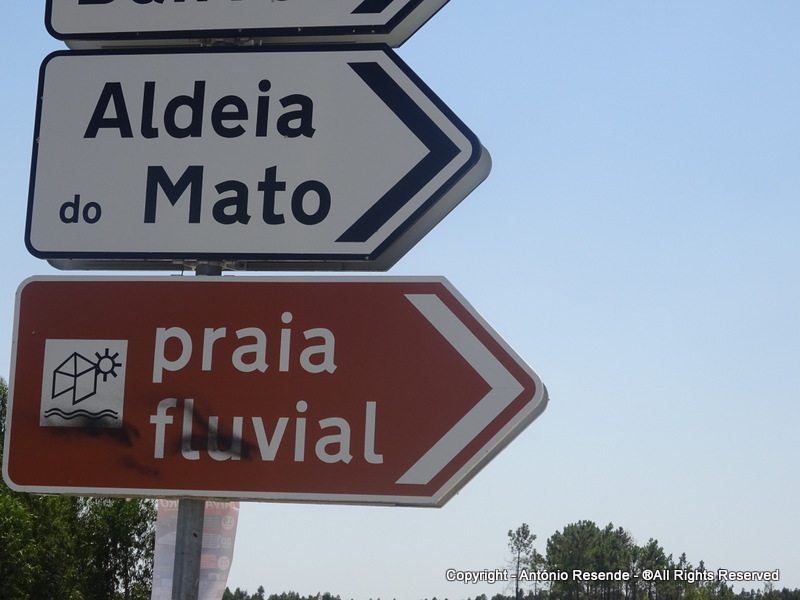 Aldeia
do Mato
praia
fluvial
Copyright - António Resende - ®All Rights Reserved